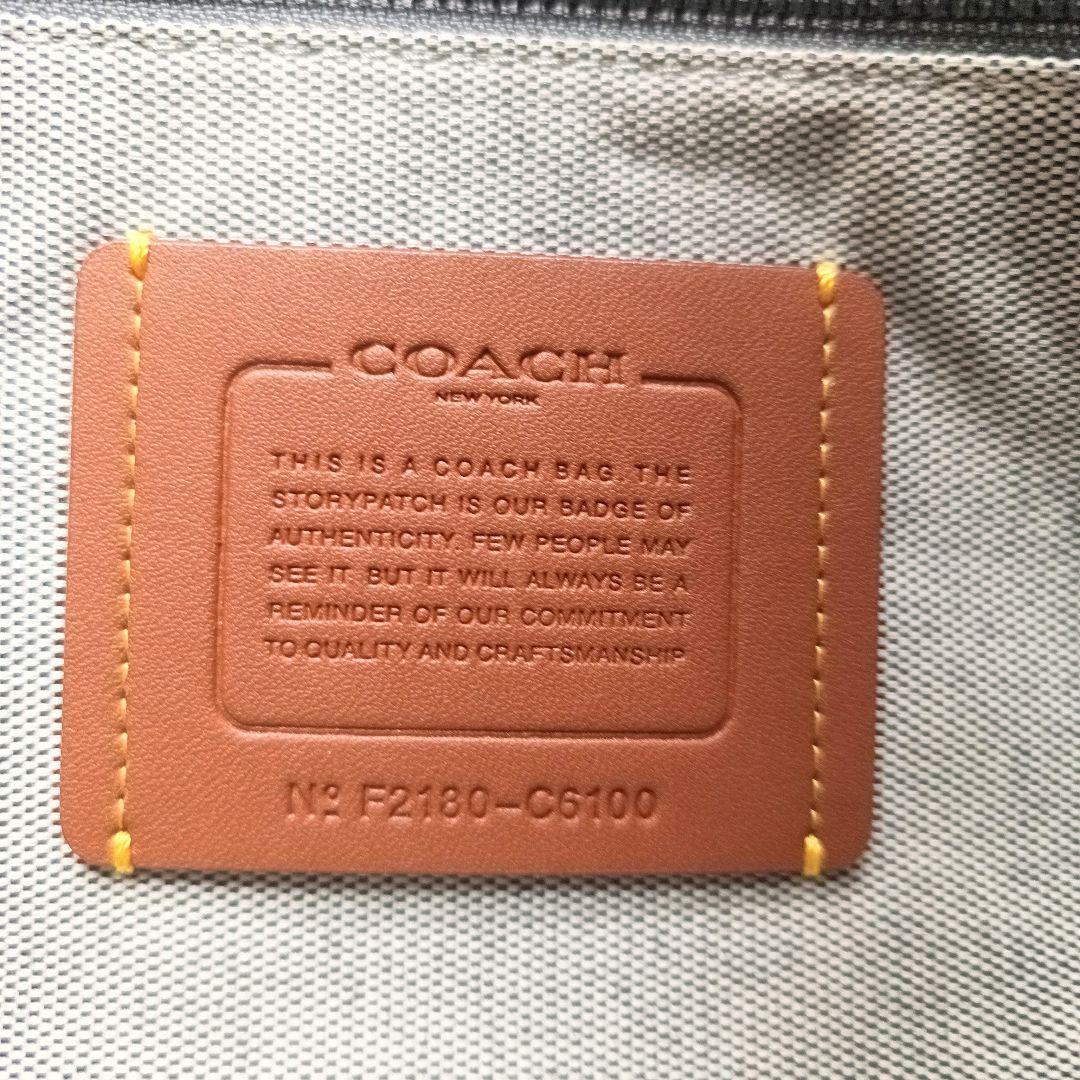 COACH
NEW YORK
THIS IS A COACH BAG. THE
STORYPATCH IS OUR BADGE OF
AUTHENTICITY. FEW PEOPLE MAY
SEE IT. BUT IT WILL ALWAYS BE A
REMINDER OF OUR COMMITMENT
TO QUALITY AND CRAFTSMANSHIP
Nº F2180-C6100